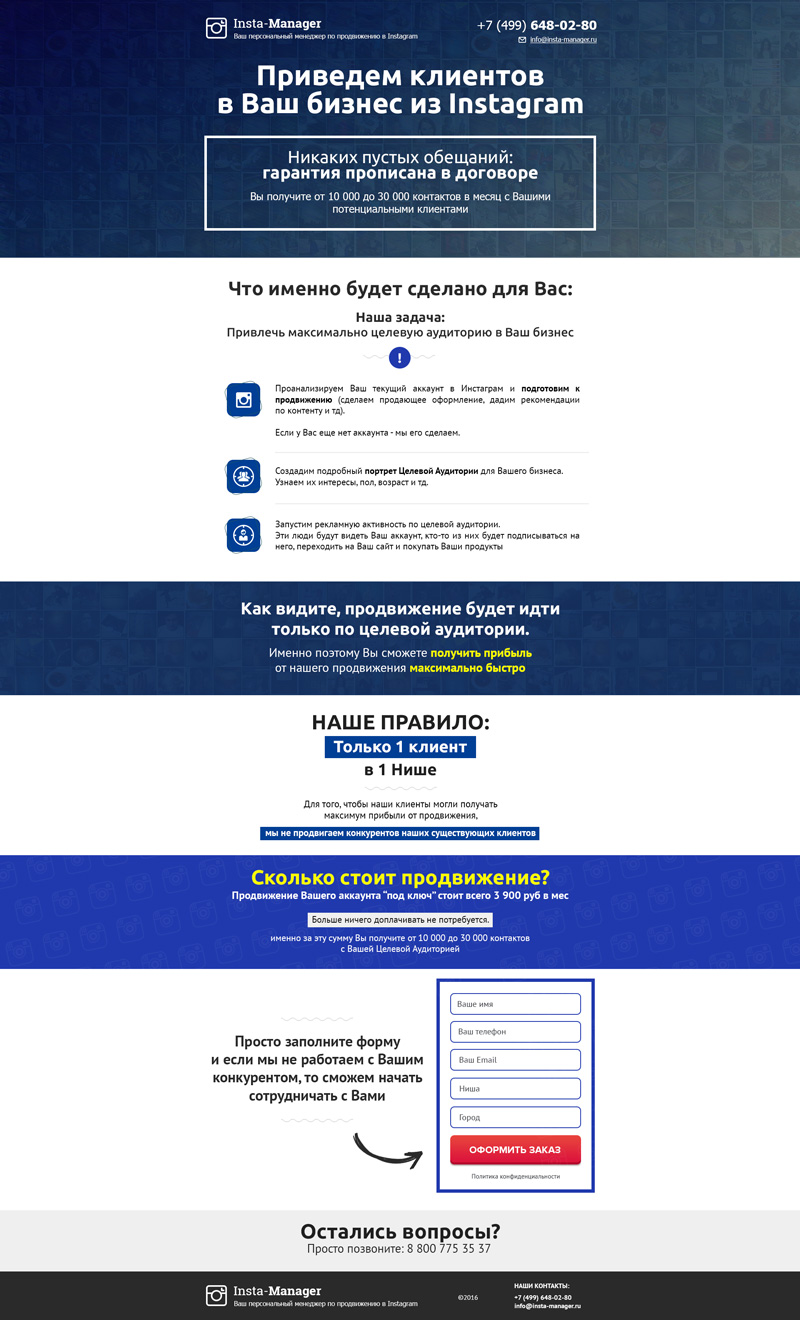 Insta-Manager
Ваш персональный менеджер по продвижению в Instagram
+7 (499) 648-02-80
info@insta-manager.ru
Приведем клиентов
в Ваш бизнес из Instagram
Никаких пустых обещаний:
гарантия прописана в договоре
Вы получите от 10 000 до 30 000 контактов в месяц с Вашими
потенциальными клиентами
Что именно будет сделано для Вас:
Наша задача:
Привлечь максимально целевую аудиторию в Ваш бизнес
!
Проанализируем Ваш текущий аккаунт в Инстаграм и подготовим к
продвижению (сделаем продающее оформление, дадим рекомендации
по контенту и тд).
Если у Вас еще нет аккаунта - мы его сделаем.
Создадим подробный портрет Целевой Аудитории для Вашего бизнеса.
Узнаем их интересы, пол, возраст и тд.
Запустим рекламную активность по целевой аудитории.
Эти люди будут видеть Ваш аккаунт, кто-то из них будет подписываться на
него, переходить на Ваш сайт и покупать Ваши продукты
Как видите, продвижение будет идти
только по целевой аудитории.
Именно поэтому Вы сможете получить прибыль
от нашего продвижения максимально быстро
НАШЕ ПРАВИЛО:
Только 1 клиент
в 1 Нише
Для того, чтобы наши клиенты могли получать
максимум прибыли от продвижения,
мы не продвигаем конкурентов наших существующих клиентов
Сколько стоит продвижение?
Продвижение Вашего аккаунта “под ключ” стоит всего 3 900 руб в мес
Больше ничего доплачивать не потребуется.
именно за эту сумму Вы получите от 10 000 до 30 000 контактов
с Вашей Целевой Аудиторией
Просто заполните форму
и если мы не работаем с Вашим
конкурентом, то сможем начать
сотрудничать с Вами
Ваше имя
Ваш телефон
Ваш Email
Ниша
Город
ОФОРМИТЬ ЗАКАЗ
Политика конфиденциальности
Остались вопросы?
Просто позвоните: 8 800 775 35 37
Insta-Manager
Ваш персональный менеджер по продвижению в Instagram
©2016
НАШИ КОНТАКТЫ:
+7 (499) 648-02-80
info@insta-manager.ru